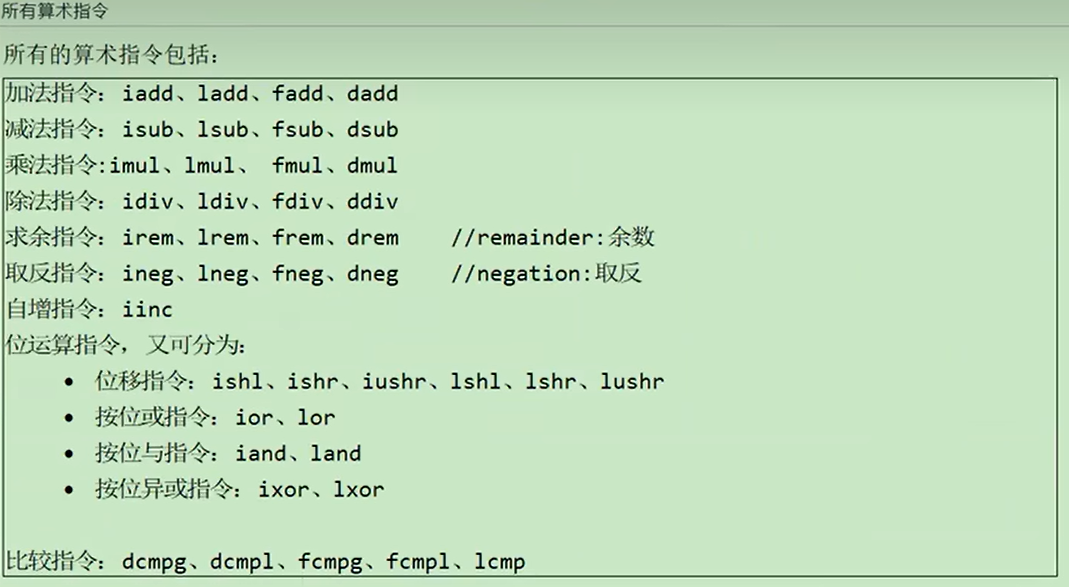 所有算术指令
所有的算术指令包括:
加法指令: iadd、ladd、fadd、dadd
减法指令: isub、lsub、fsub、dsub
乘法指令:imul、lmul、 fmul、dmul
除法指令: idiv、ldiv、fdiv、ddiv
求余指令: irem、lrem、frem、drem    //remainder:余数
取反指令: ineg、lneg、fneg、dneg    //negation:取反
自增指令: iinc
位运算指令, 又可分为:
• 位移指令: ishl、ishr、iushr、lshl、lshr、lushr
• 按位或指令: ior、lor
• 按位与指令: iand、land
• 按位异或指令: ixor、lxor
比较指令: dcmpg、dcmpl、fcmpg、fcmpl、lcmp